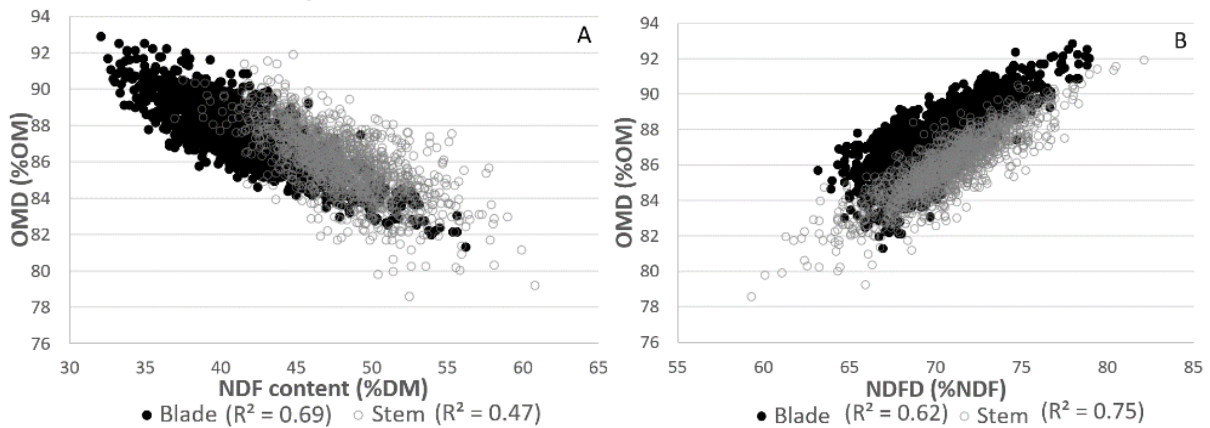 A
OMD (%OM)
94
92
90
88
86
84
82
80
78
76
30 35 40 45 50 55 60 65
NDF content (%DM)
Blade (R² = 0.69) Stem (R² = 0.47)
B
OMD (%OM)
94
92
90
88
86
84
82
80
78
76
55 60 65 70 75 80 85
NDFD (%NDF)
Blade (R² = 0.62) Stem (R² = 0.75)